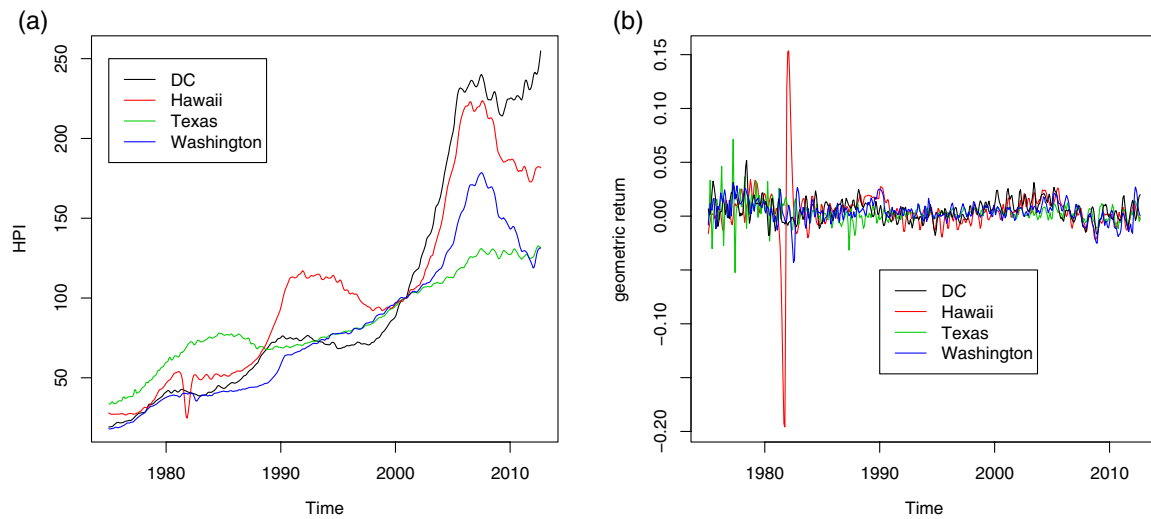 (a)
HPI
250
200
150
100
50
DC
Hawaii
Texas
Washington
1980
1990
2000
2010
Time
(b)
geometric return
0.15
0.10
0.05
0.00
−0.10
−0.20
DC
Hawaii
Texas
Washington
1980
1990
2000
2010
Time